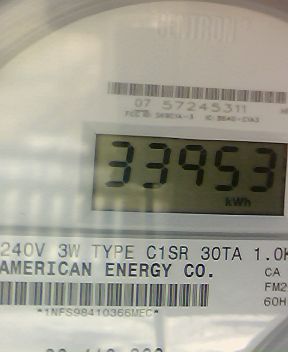 CENTRON
07 57245311
33953
kWh
240V 3W TYPE C1SR 30TA 1.0K
AMERICAN ENERGY CO.
CA
FM2
60H
*1NFS98410366MEC*